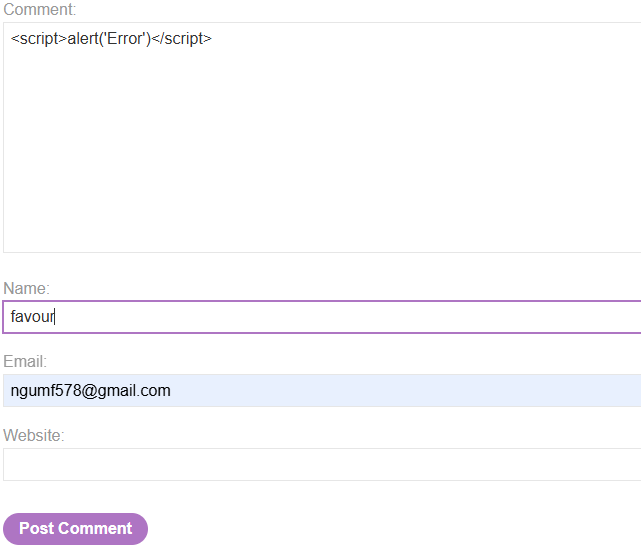 Comment:
<script>alert('Error')</script>
Name:
favour
Email:
ngumf578@gmail.com
Website:
Post Comment